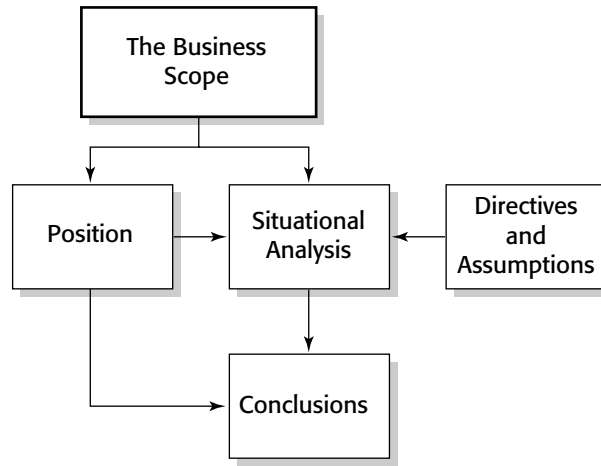 The Business
Scope
Position
Situational
Analysis
Directives
and
Assumptions
Conclusions